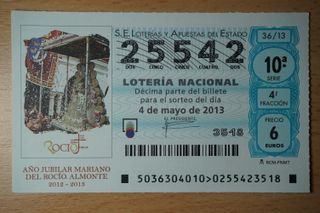 S.E. LOTERÍAS Y APUESTAS DEL ESTADO
36/13
25542
DOS CINCO CINCO CUATRO DOS
10ª
SERIE
LOTERÍA NACIONAL
Décima parte del billete
para el sorteo del día
4 de mayo de 2013
4ª
FRACCIÓN
EL PRESIDENTE,
3518
PRECIO
6
EUROS
ROCÍO
AÑO JUBILAR MARIANO
DEL ROCÍO. ALMONTE
2012 - 2013
RCM-FNMT
5036304010>0255423518